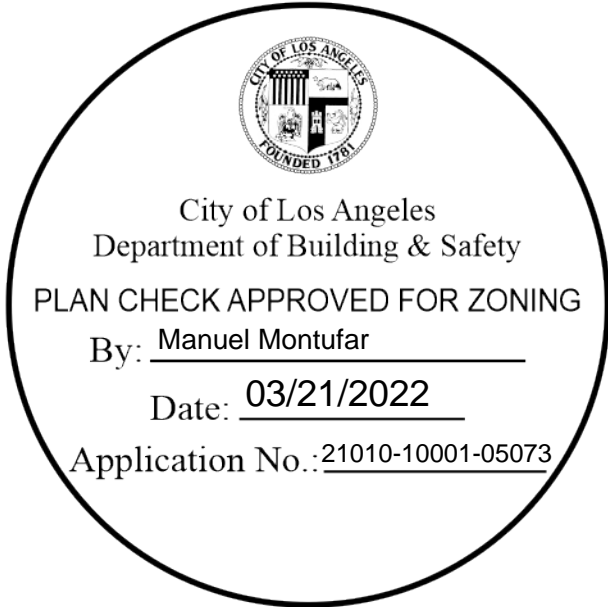 CITY OF LOS ANGELES
FOUNDED 1781
City of Los Angeles
Department of Building & Safety
PLAN CHECK APPROVED FOR ZONING
By: Manuel Montufar
Date: 03/21/2022
Application No.: 21010-10001-05073